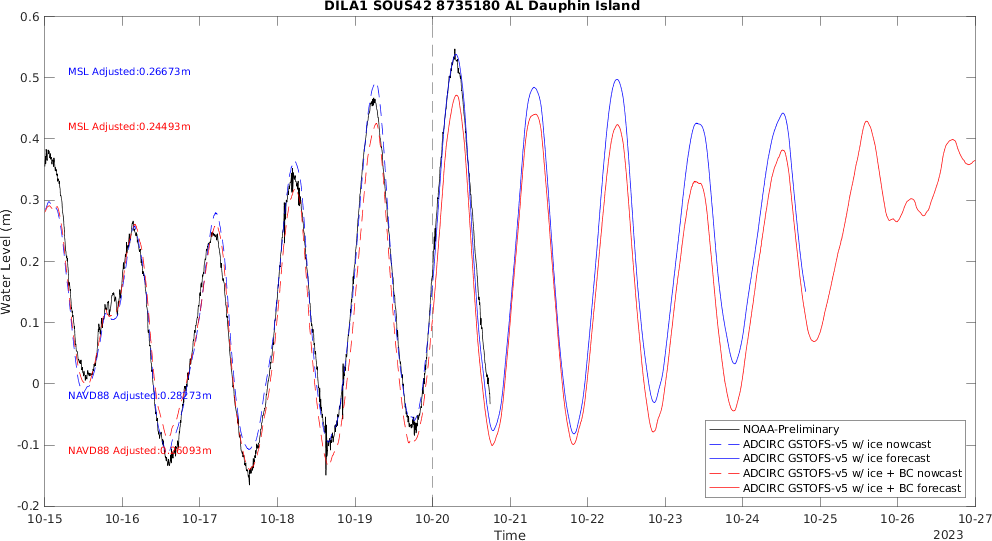 DILA1 SOUS42 8735180 AL Dauphin Island
0.6
0.5
0.4
0.3
0.2
0.1
0
-0.1
-0.2
Water Level (m)
MSL Adjusted:0.26673m
MSL Adjusted:0.24493m
NAVD88 Adjusted:0.28273m
NAVD88 Adjusted:0.26093m
NOAA-Preliminary
ADCIRC GSTOFS-v5 w/ ice nowcast
ADCIRC GSTOFS-v5 w/ ice forecast
ADCIRC GSTOFS-v5 w/ ice + BC nowcast
ADCIRC GSTOFS-v5 w/ ice + BC forecast
10-15 10-16 10-17 10-18 10-19 10-20 10-21 10-22 10-23 10-24 10-25 10-26 10-27
Time
2023